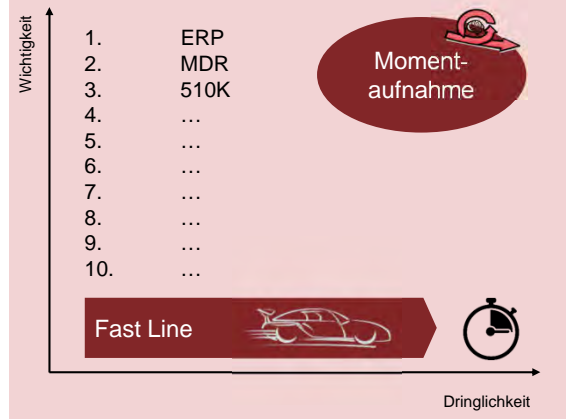 Wichtigkeit
1. ERP
2. MDR
3. 510K
4. …
5. …
6. …
7. …
8. …
9. …
10. …
Moment-
aufnahme
Fast Line
Dringlichkeit